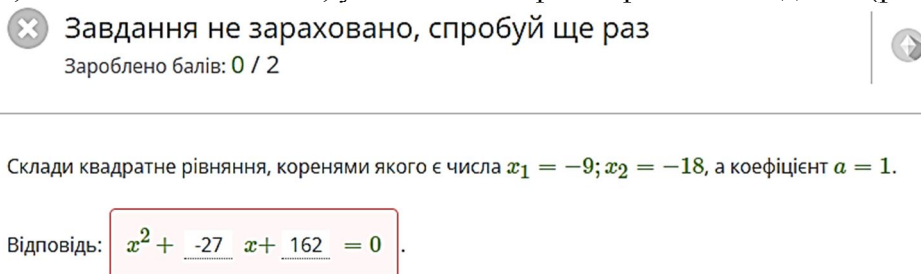 Завдання не зараховано, спробуй ще раз
Зароблено балів: 0 / 2
Склади квадратне рівняння, коренями якого є числа x₁ = −9; x₂ = −18, а коефіцієнт a = 1.
Відповідь: x² + -27 x+ 162 = 0 .